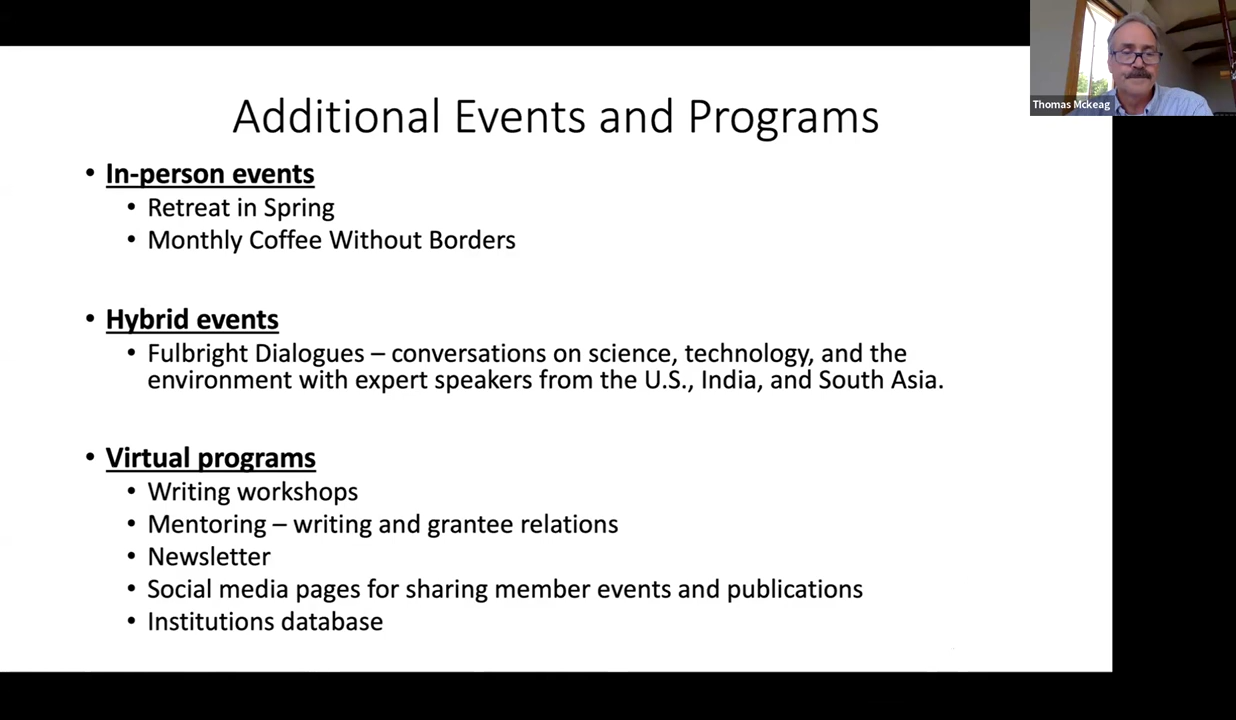 Additional Events and Programs
• In-person events
• Retreat in Spring
• Monthly Coffee Without Borders
• Hybrid events
• Fulbright Dialogues – conversations on science, technology, and the
environment with expert speakers from the U.S., India, and South Asia.
• Virtual programs
• Writing workshops
• Mentoring – writing and grantee relations
• Newsletter
• Social media pages for sharing member events and publications
• Institutions database
Thomas Mckeag